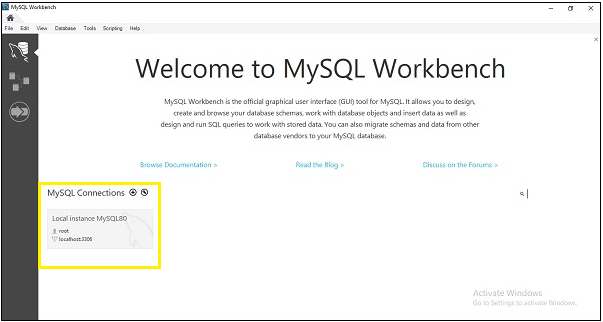 MySQL Workbench
File Edit View Database Tools Scripting Help
Welcome to MySQL Workbench
MySQL Workbench is the official graphical user interface (GUI) tool for MySQL. It allows you to design,
create and browse your database schemas, work with database objects and insert data as well as
design and run SQL queries to work with stored data. You can also migrate schemas and data from other
database vendors to your MySQL database.
Browse Documentation >
Read the Blog >
Discuss on the Forums >
MySQL Connections
Local instance MySQL80
root
localhost:3306
Activate Windows
Go to Settings to activate Windows.